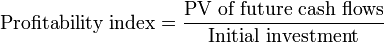 Profitability index = PV of future cash flows / Initial investment